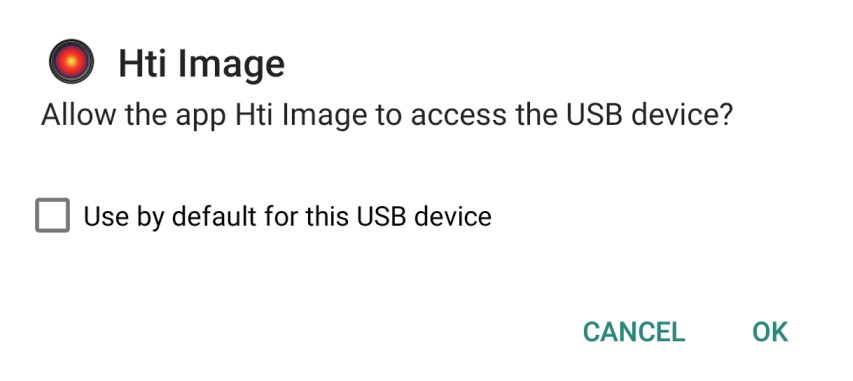 Hti Image
Allow the app Hti Image to access the USB device?
Use by default for this USB device
CANCEL OK